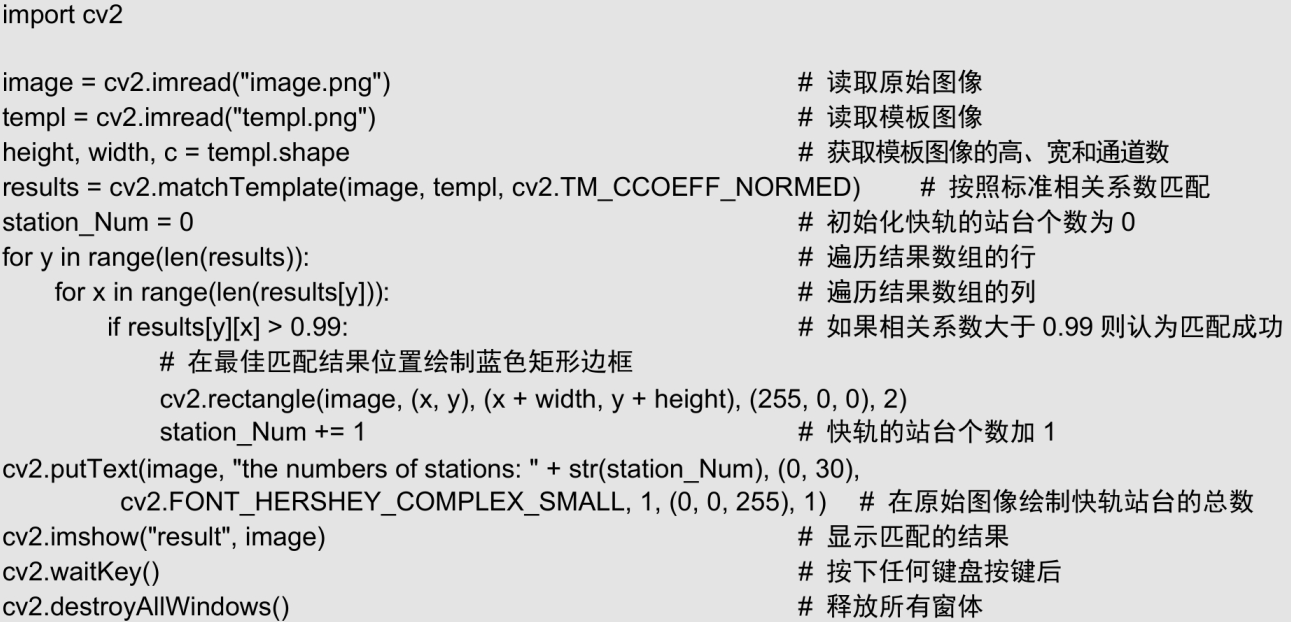 import cv2
image = cv2.imread("image.png") # 读取原始图像
templ = cv2.imread("templ.png") # 读取模板图像
height, width, c = templ.shape # 获取模板图像的高、宽和通道数
results = cv2.matchTemplate(image, templ, cv2.TM_CCOEFF_NORMED) # 按照标准相关系数匹配
station_Num = 0 # 初始化快轨的站台个数为 0
for y in range(len(results)): # 遍历结果数组的行
    for x in range(len(results[y])): # 遍历结果数组的列
        if results[y][x] > 0.99: # 如果相关系数大于 0.99 则认为匹配成功
            # 在最佳匹配结果位置绘制蓝色矩形边框
            cv2.rectangle(image, (x, y), (x + width, y + height), (255, 0, 0), 2)
            station_Num += 1 # 快轨的站台个数加 1
cv2.putText(image, "the numbers of stations: " + str(station_Num), (0, 30),
         cv2.FONT_HERSHEY_COMPLEX_SMALL, 1, (0, 0, 255), 1) # 在原始图像绘制快轨站台的总数
cv2.imshow("result", image) # 显示匹配的结果
cv2.waitKey() # 按下任何键盘按键后
cv2.destroyAllWindows() # 释放所有窗体